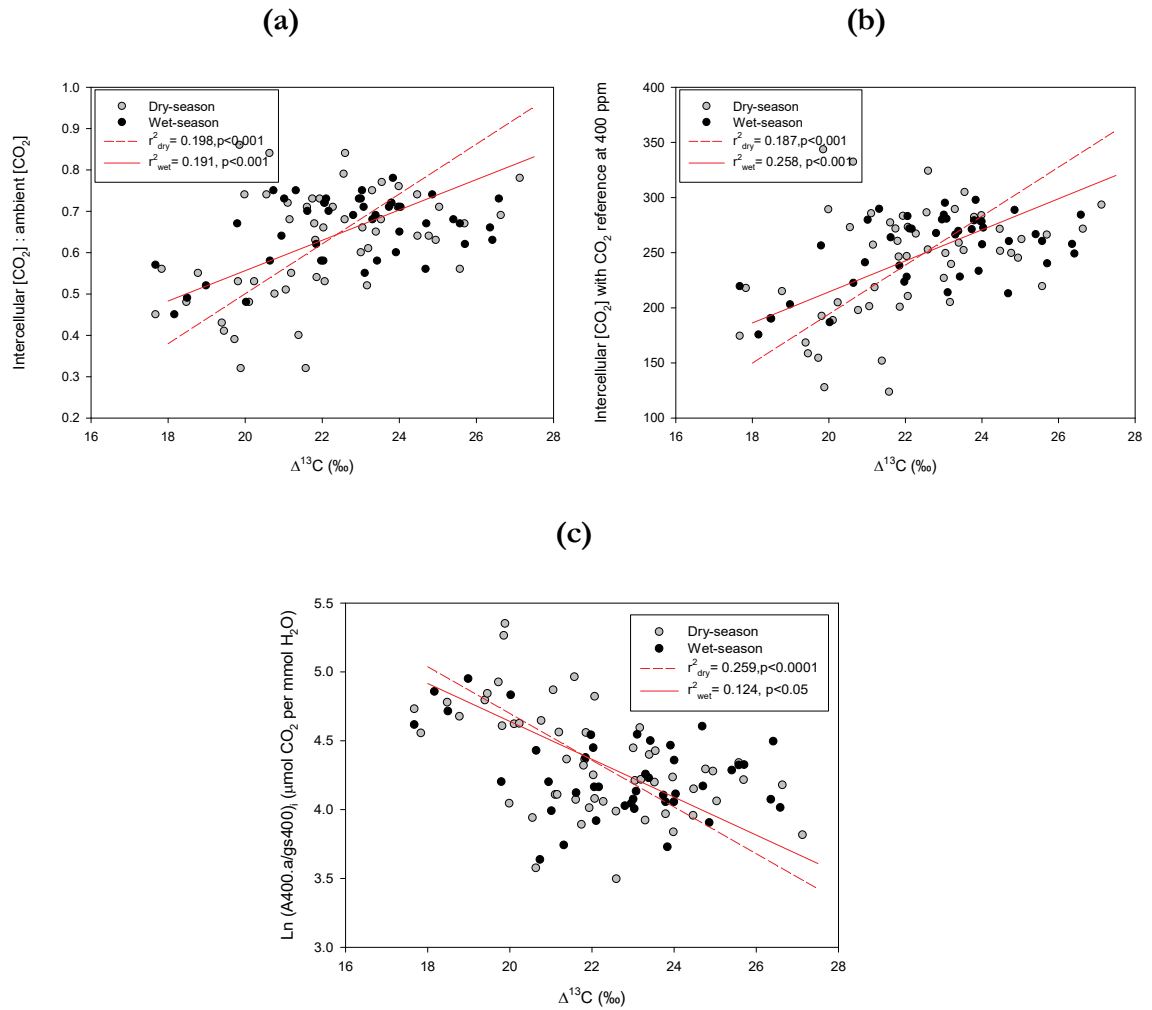 (a)
(b)
Intercellular [CO2] : ambient [CO2]
1.0
0.9
0.8
0.7
0.6
0.5
0.4
0.3
0.2
Dry-season
Wet-season
r2dry= 0.198,p<0.001
r2wet= 0.191, p<0.001
16 18 20 22 24 26 28
Δ13C (‰)
Intercellular [CO2] with CO2 reference at 400 ppm
400
350
300
250
200
150
100
Dry-season
Wet-season
r2dry= 0.187,p<0.001
r2wet= 0.258, p<0.001
16 18 20 22 24 26 28
Δ13C (‰)
(c)
Ln (A400.a/gs400)i (μmol CO2 per mmol H2O)
5.5
5.0
4.5
4.0
3.5
3.0
Dry-season
Wet-season
r2dry= 0.259,p<0.0001
r2wet= 0.124, p<0.05
16 18 20 22 24 26 28
Δ13C (‰)